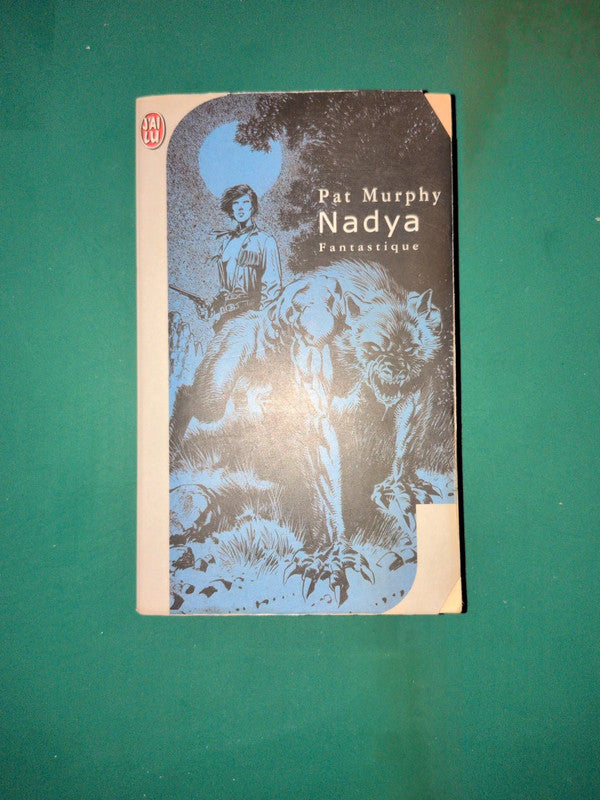 J'AI
LU
Pat Murphy
Nadya
Fantastique